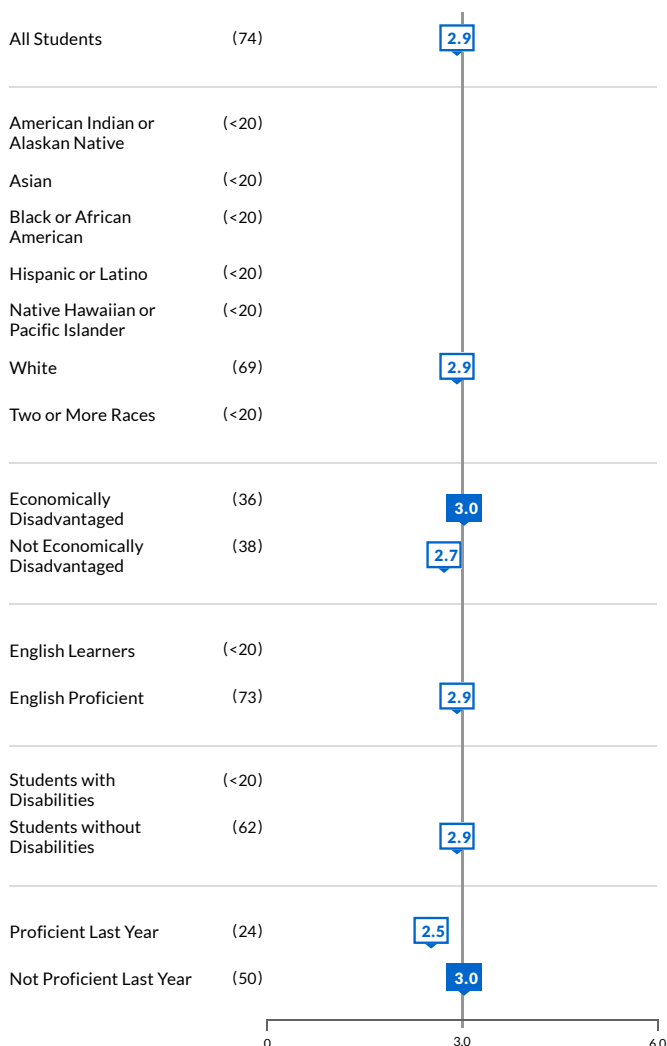 All Students (74) 2.9
American Indian or (<20)
Alaskan Native
Asian (<20)
Black or African (<20)
American
Hispanic or Latino (<20)
Native Hawaiian or (<20)
Pacific Islander
White (69) 2.9
Two or More Races (<20)
Economically (36) 3.0
Disadvantaged
Not Economically (38) 2.7
Disadvantaged
English Learners (<20)
English Proficient (73) 2.9
Students with (<20)
Disabilities
Students without (62) 2.9
Disabilities
Proficient Last Year (24) 2.5
Not Proficient Last Year (50) 3.0
0 3.0 6.0